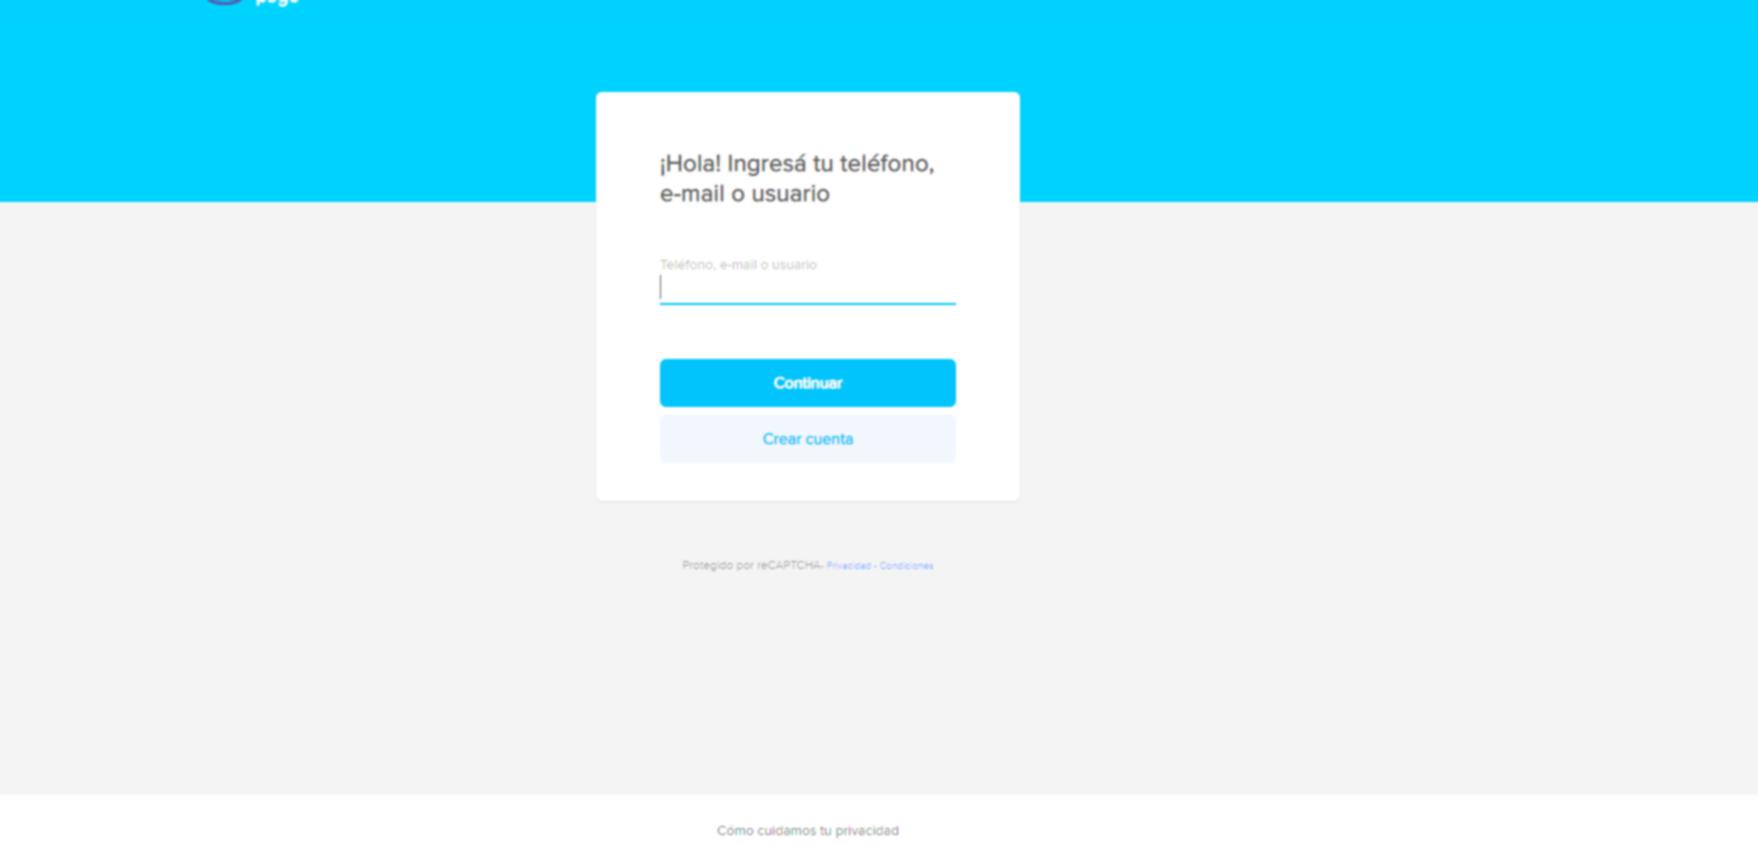 pago
¡Hola! Ingresá tu teléfono,
e-mail o usuario
Teléfono, e-mail o usuario
Continuar
Crear cuenta
Protegido por reCAPTCHA- Privacidad - Condiciones
Cómo cuidamos tu privacidad